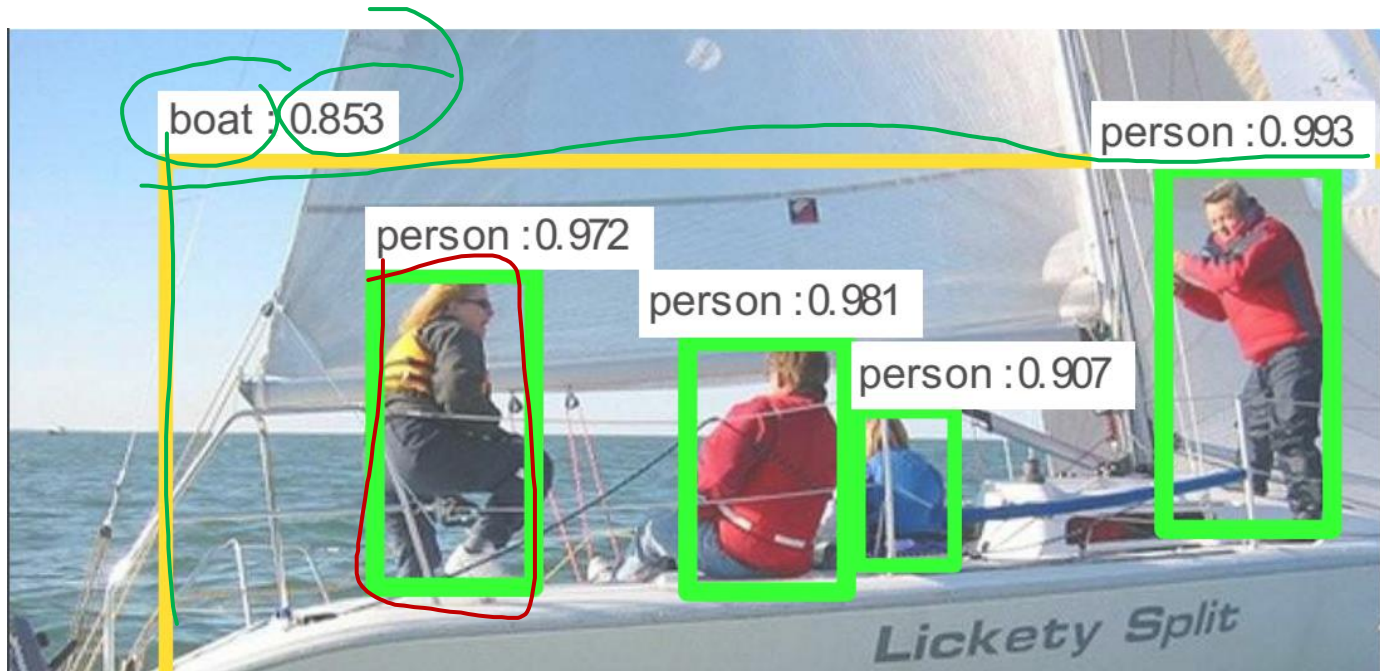 boat : 0.853
person : 0.993
person : 0.972
person : 0.981
person : 0.907
Lickety Split